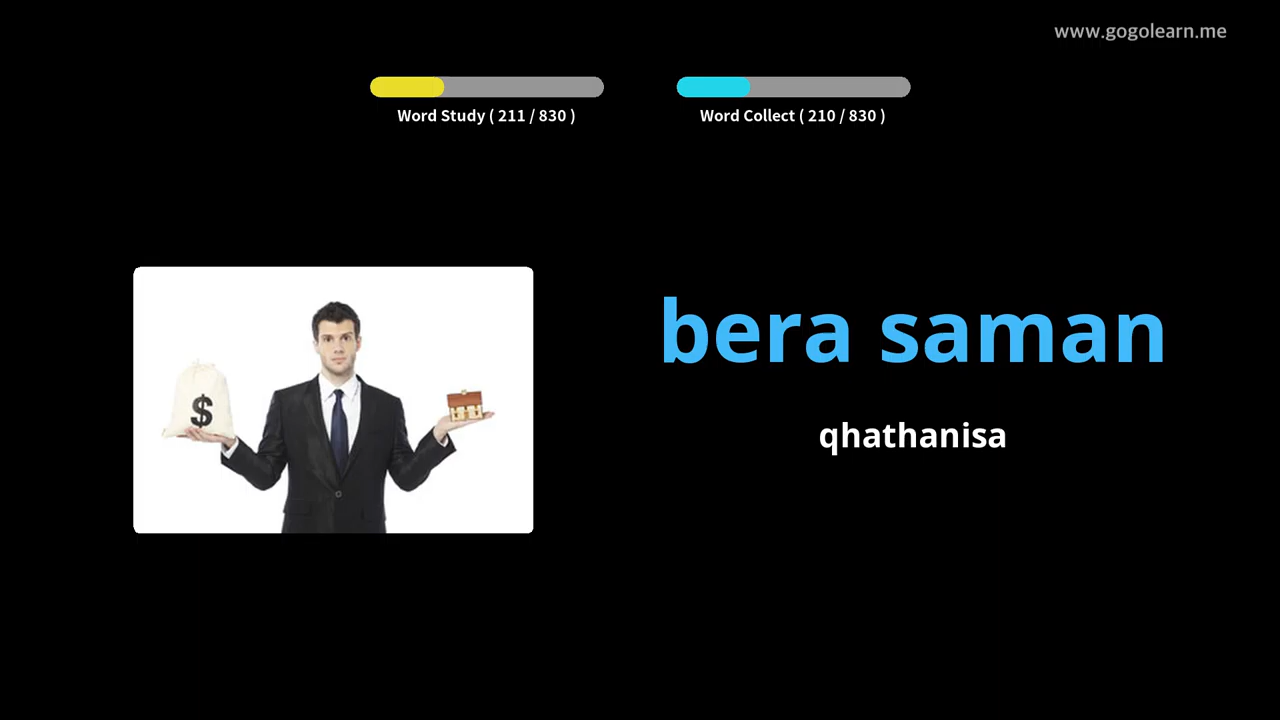 www.gogolearn.me
Word Study ( 211 / 830 )
Word Collect ( 210 / 830 )
bera saman
qhathanisa
$